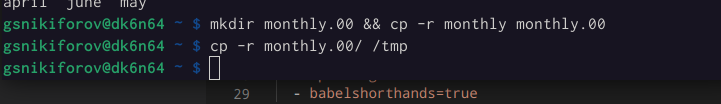 april june may
gsnikiforov@dk6n64 ~ $ mkdir monthly.00 && cp -r monthly monthly.00
gsnikiforov@dk6n64 ~ $ cp -r monthly.00/ /tmp
gsnikiforov@dk6n64 ~ $
29 - babelshorthands=true